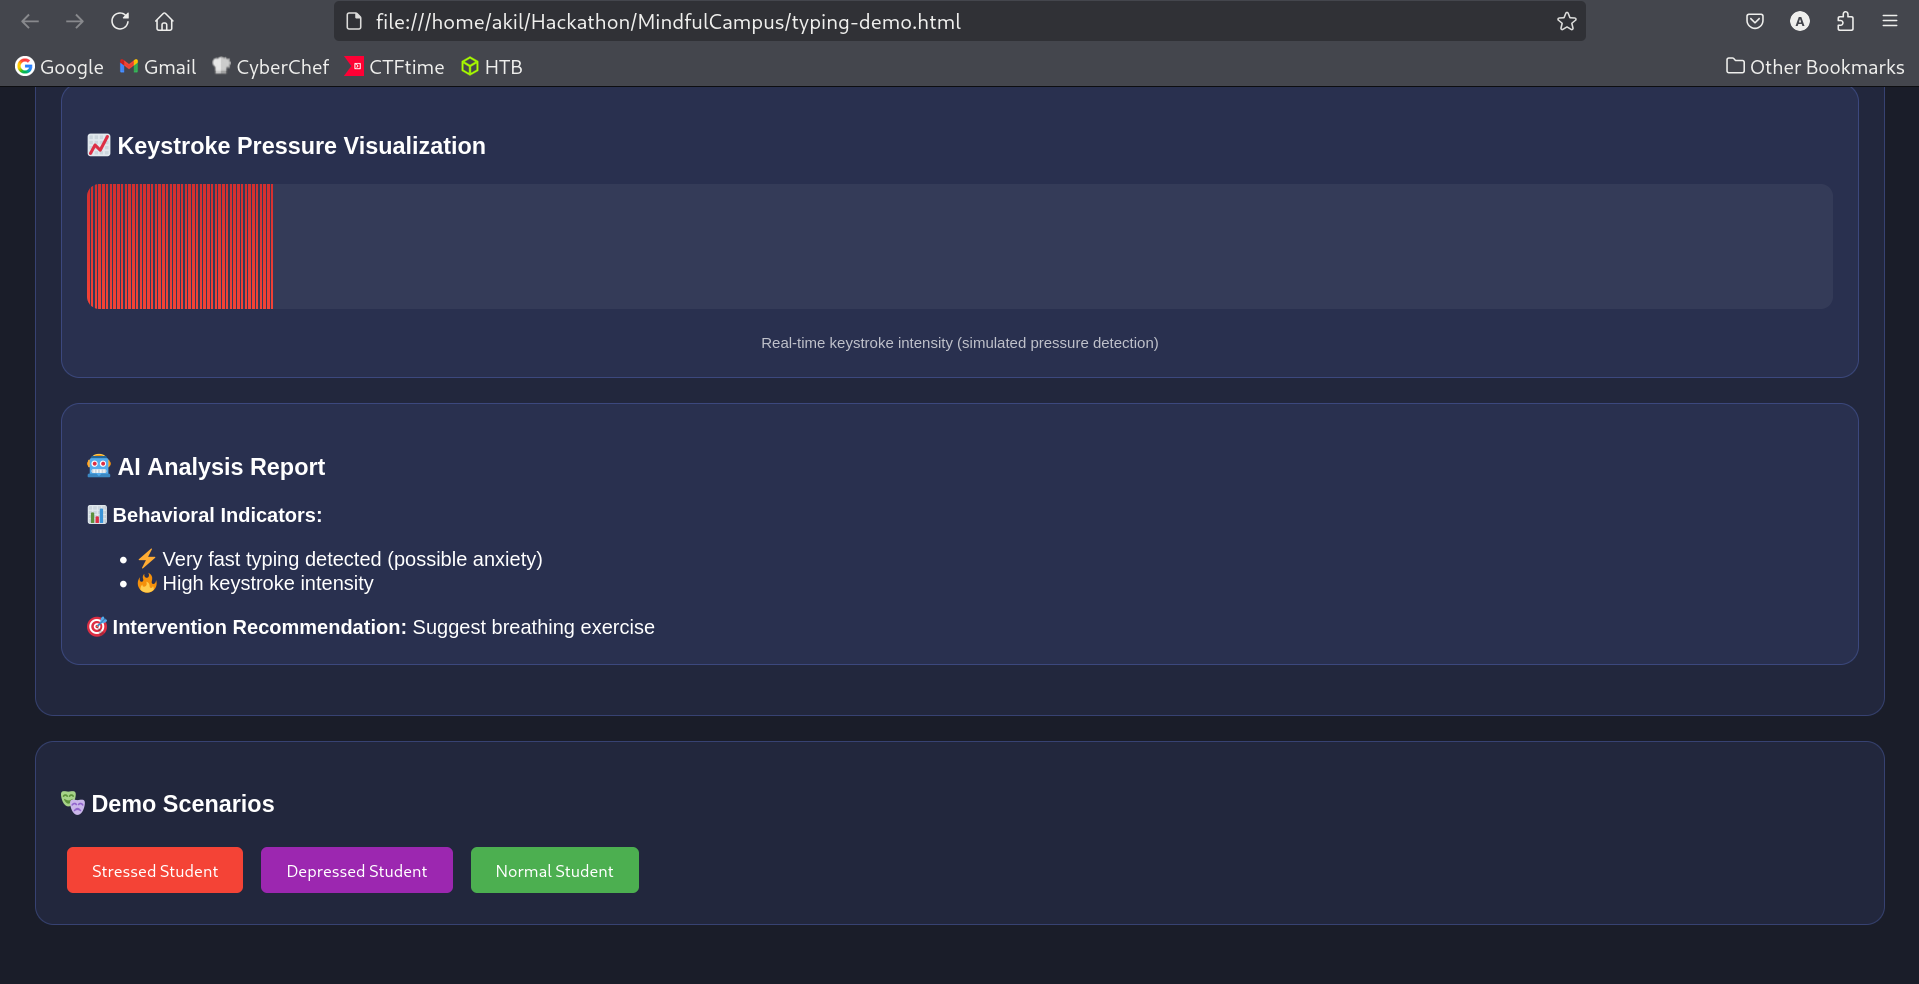 file:///home/akil/Hackathon/MindfulCampus/typing-demo.html
A
Google Gmail CyberChef CTFtime HTB Other Bookmarks
Keystroke Pressure Visualization
Real-time keystroke intensity (simulated pressure detection)
AI Analysis Report
Behavioral Indicators:
• Very fast typing detected (possible anxiety)
• High keystroke intensity
Intervention Recommendation: Suggest breathing exercise
Demo Scenarios
Stressed Student Depressed Student Normal Student